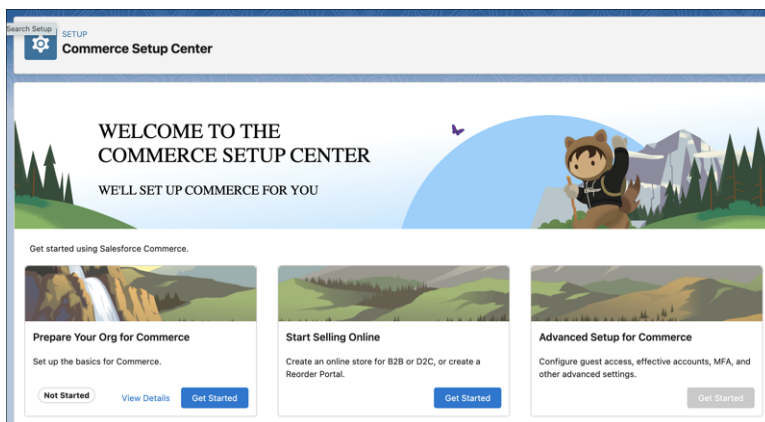 Search Setup
SETUP
Commerce Setup Center
WELCOME TO THE
COMMERCE SETUP CENTER
WE'LL SET UP COMMERCE FOR YOU
Get started using Salesforce Commerce.
Prepare Your Org for Commerce
Set up the basics for Commerce.
Not Started
View Details
Get Started
Start Selling Online
Create an online store for B2B or D2C, or create a
Reorder Portal.
Get Started
Advanced Setup for Commerce
Configure guest access, effective accounts, MFA, and
other advanced settings.
Get Started